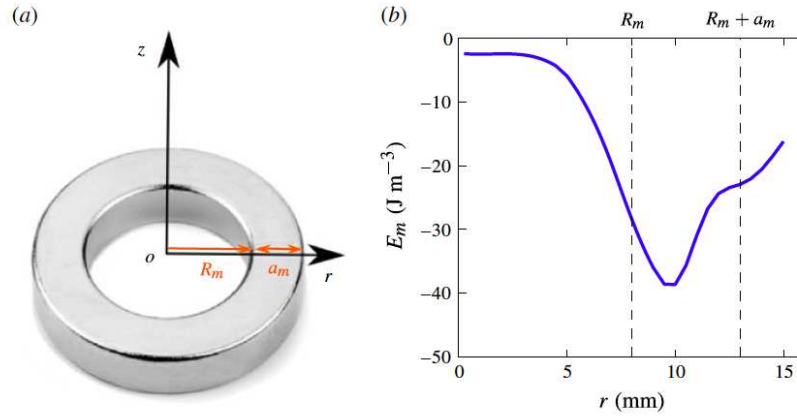 (a)
z
o
R_m
a_m
r
(b)
R_m
R_m + a_m
0
−10
−20
−30
−40
−50
E_m (J m⁻³)
0
5
10
15
r (mm)